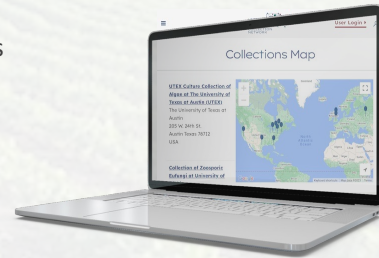 s
User Login
Collections Map
UTEX Culture Collection of
Algae at The University of
Texas at Austin (UTEX)
The University of Texas at
Austin
205 W. 24th St.
Austin Texas 78712
USA
Collection of Zoosporic
Eufungi at University of